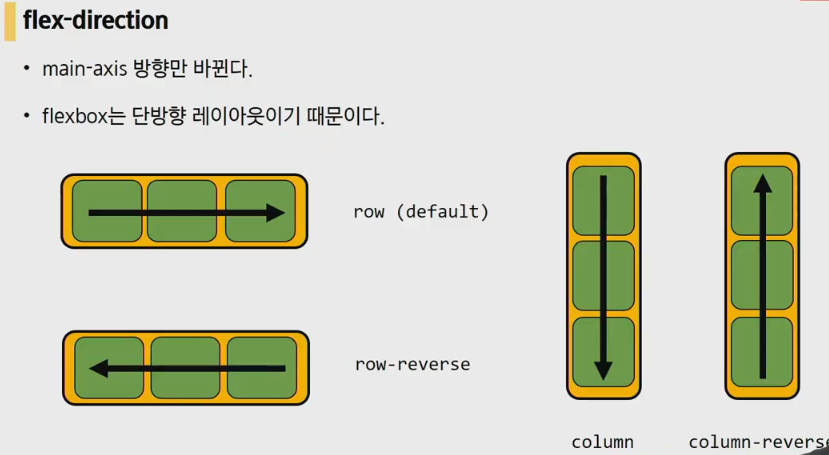 flex-direction
• main-axis 방향만 바뀐다.
• flexbox는 단방향 레이아웃이기 때문이다.
row (default)
row-reverse
column
column-reverse